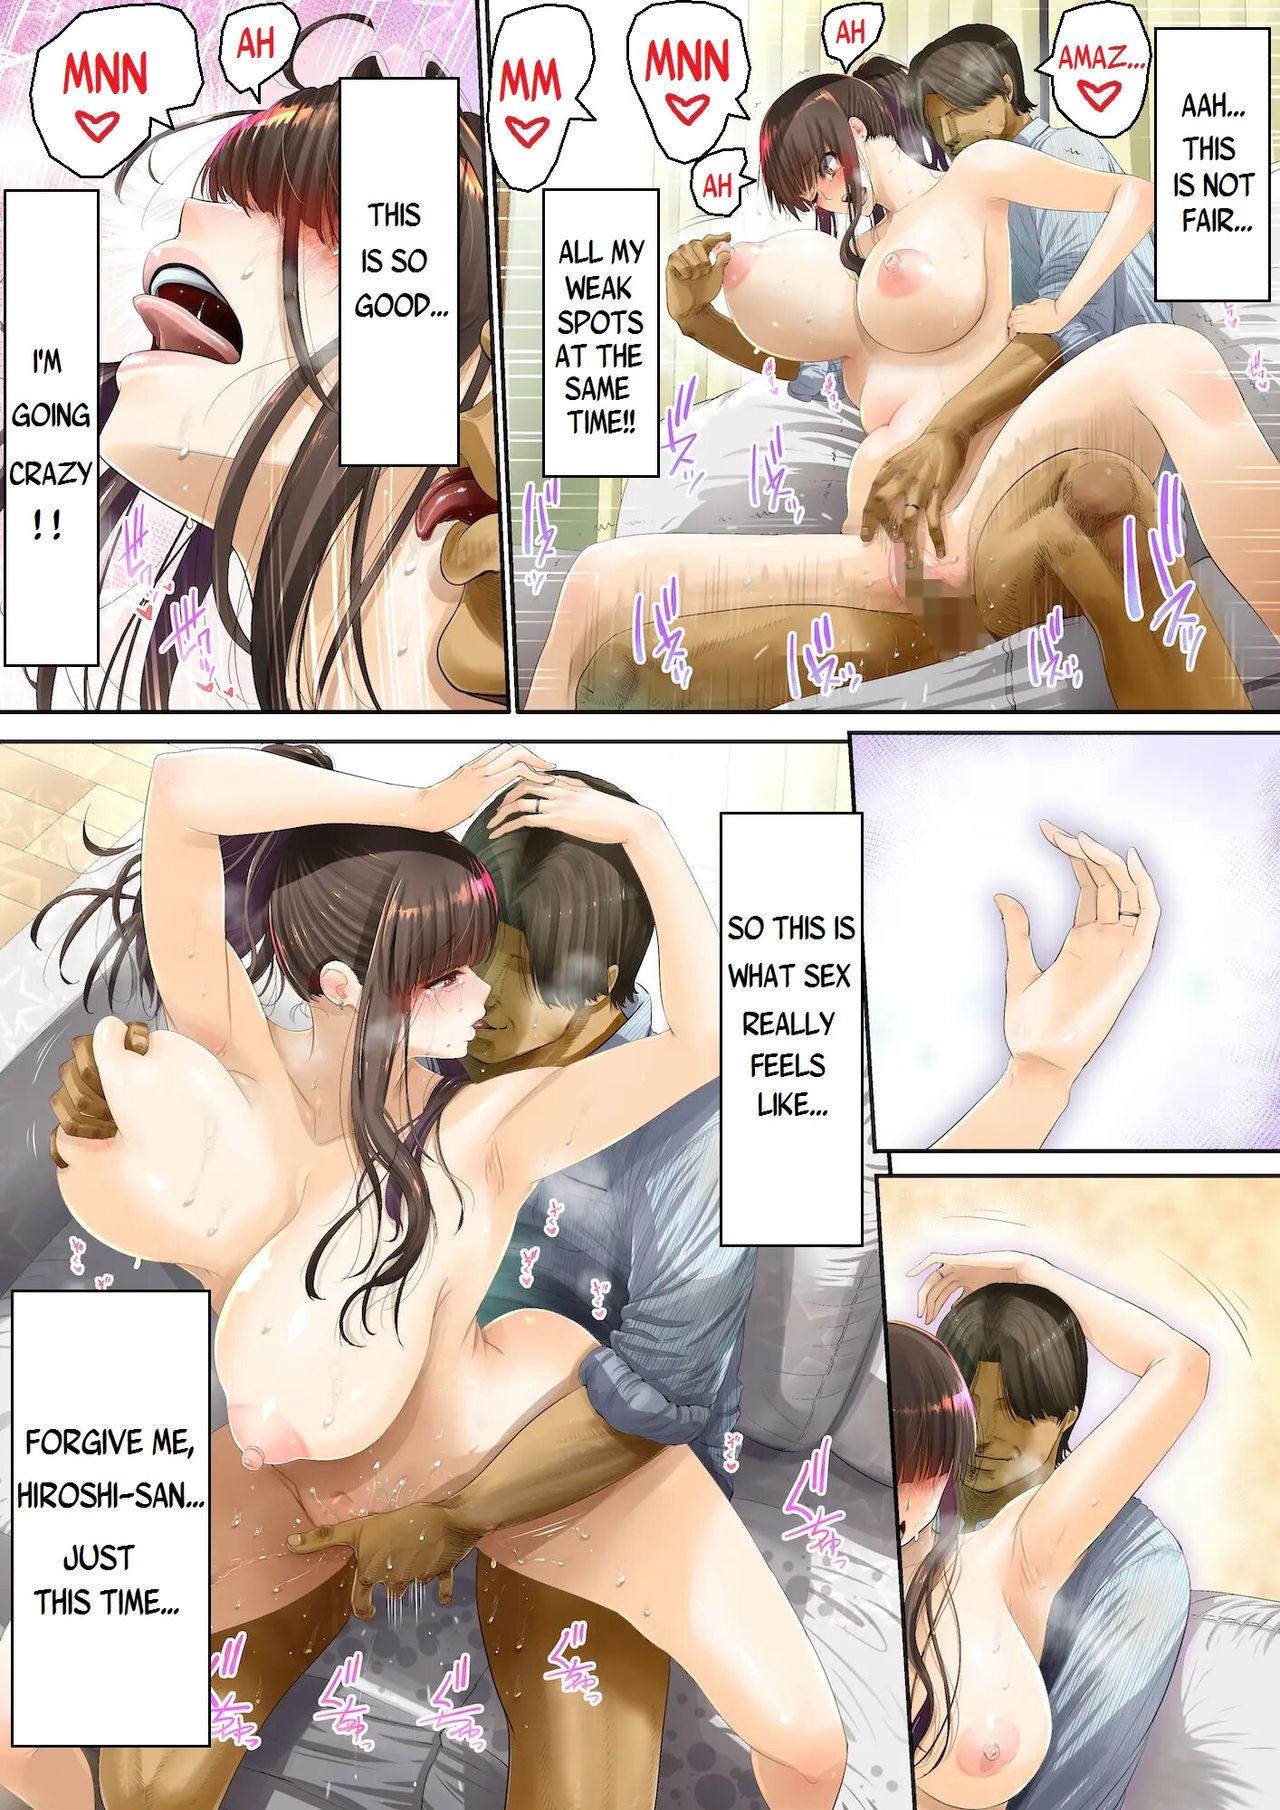 AAH...
THIS
IS NOT
FAIR...
AMAZ...
AH
MNN
AH
MM
ALL MY
WEAK
SPOTS
AT THE
SAME
TIME!!
AH
MNN
THIS
IS SO
GOOD...
I'M
GOING
CRAZY
!!
SO THIS IS
WHAT SEX
REALLY
FEELS
LIKE...
FORGIVE ME,
HIROSHI-SAN...
JUST
THIS TIME...